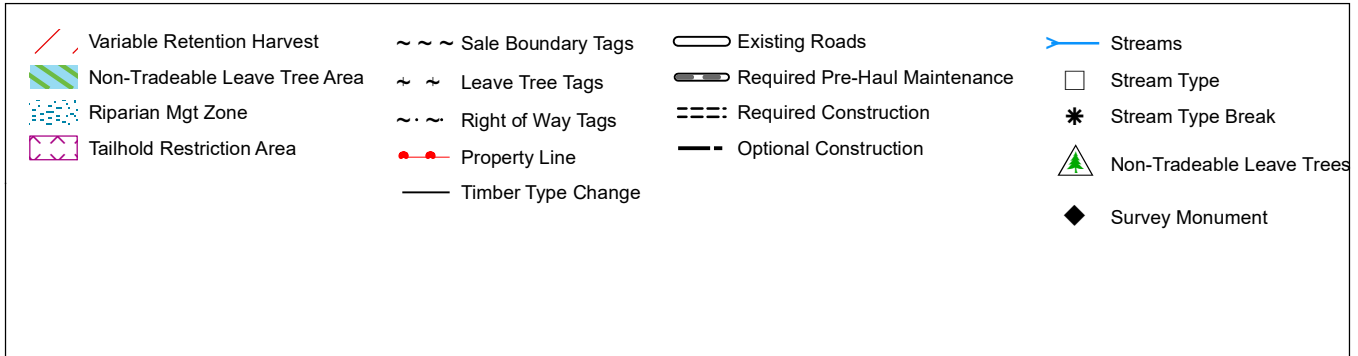 Variable Retention Harvest
Non-Tradeable Leave Tree Area
Riparian Mgt Zone
Tailhold Restriction Area
Sale Boundary Tags
Leave Tree Tags
Right of Way Tags
Property Line
Timber Type Change
Existing Roads
Required Pre-Haul Maintenance
Required Construction
Optional Construction
Streams
Stream Type
Stream Type Break
Non-Tradeable Leave Trees
Survey Monument